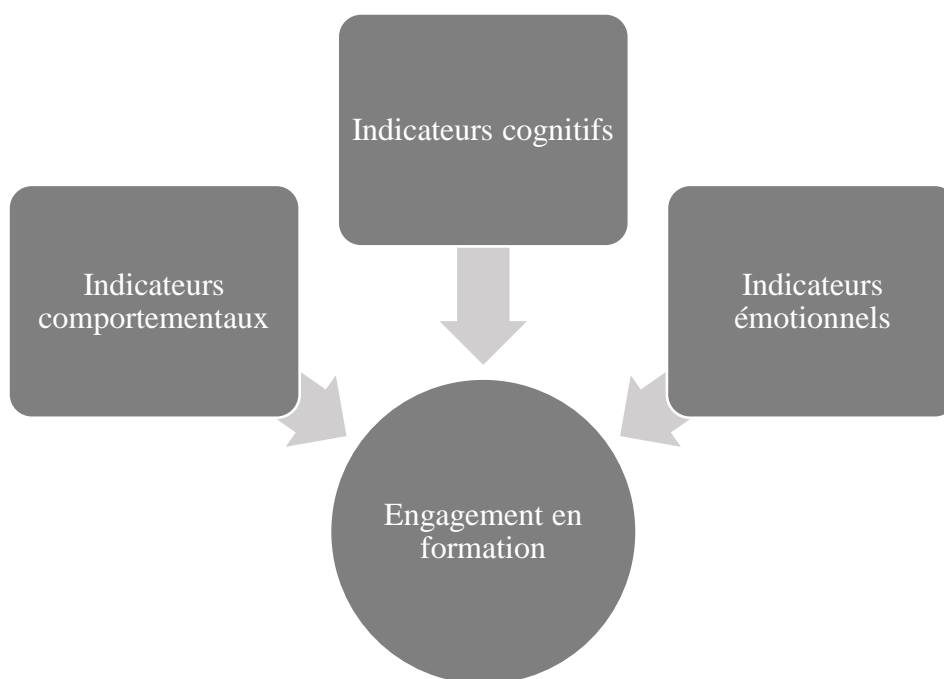 Indicateurs cognitifs
Indicateurs
comportementaux
Indicateurs
émotionnels
Engagement en
formation